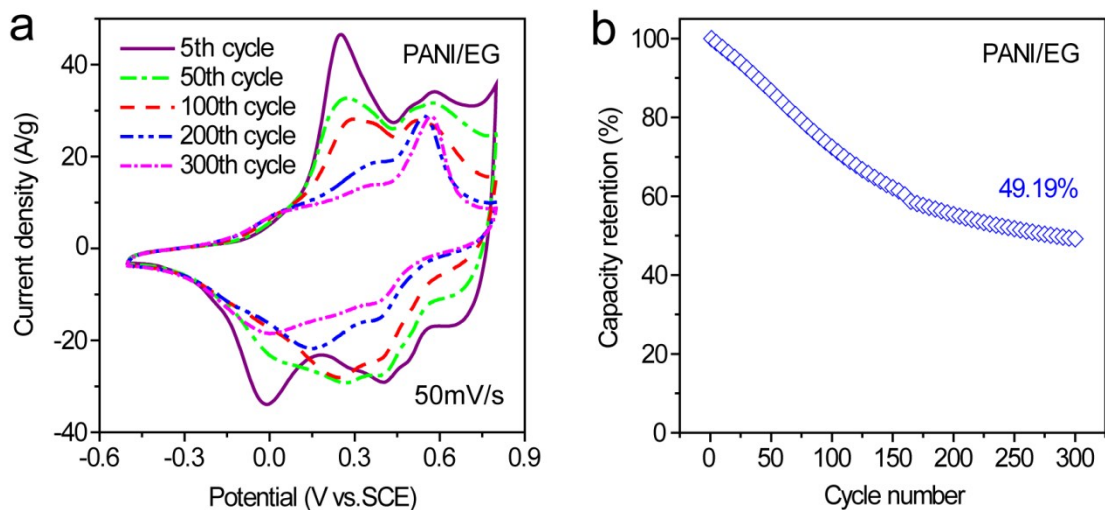 a
PANI/EG
5th cycle
50th cycle
100th cycle
200th cycle
300th cycle
50mV/s
Current density (A/g)
40
20
0
-20
-40
-0.6
-0.3
0.0
0.3
0.6
0.9
Potential (V vs.SCE)
b
PANI/EG
49.19%
Capacity retention (%)
100
80
60
40
20
0
0
50
100
150
200
250
300
Cycle number